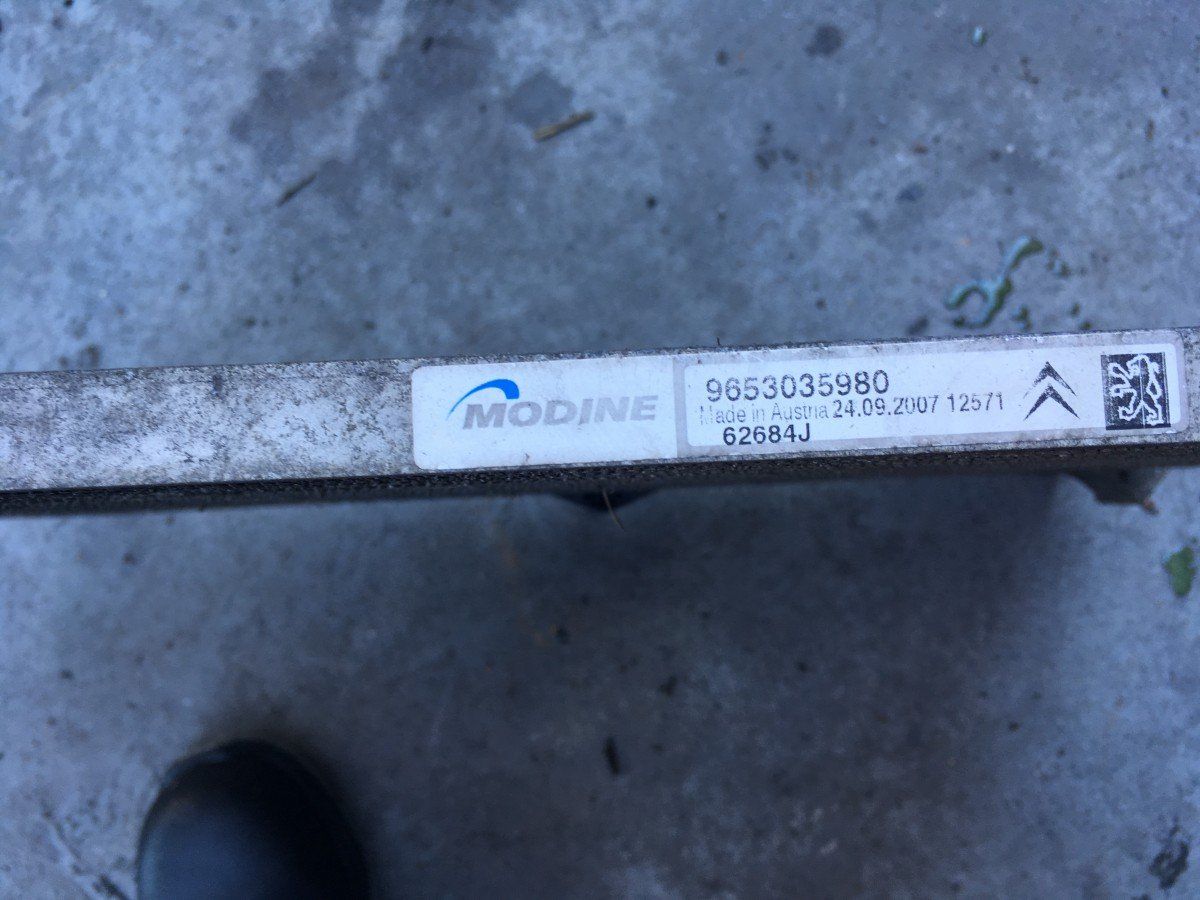 MODINE
9653035980
Made in Austria 24.09.2007 12571
62684J